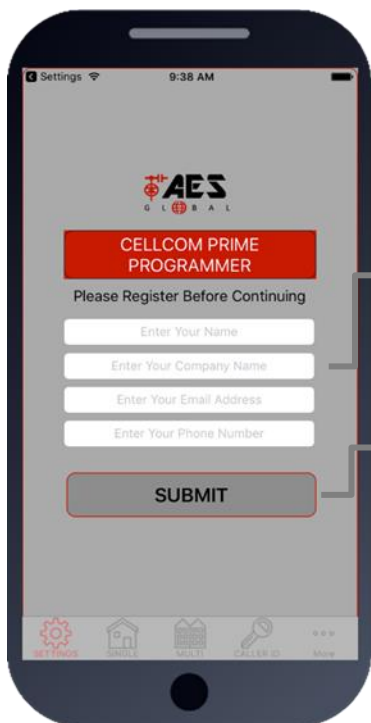 Settings
9:38 AM
AES
GLOBAL
CELLCOM PRIME
PROGRAMMER
Please Register Before Continuing
Enter Your Name
Enter Your Company Name
Enter Your Email Address
Enter Your Phone Number
SUBMIT
SETTINGS SINGLE MULTI CALLER ID More